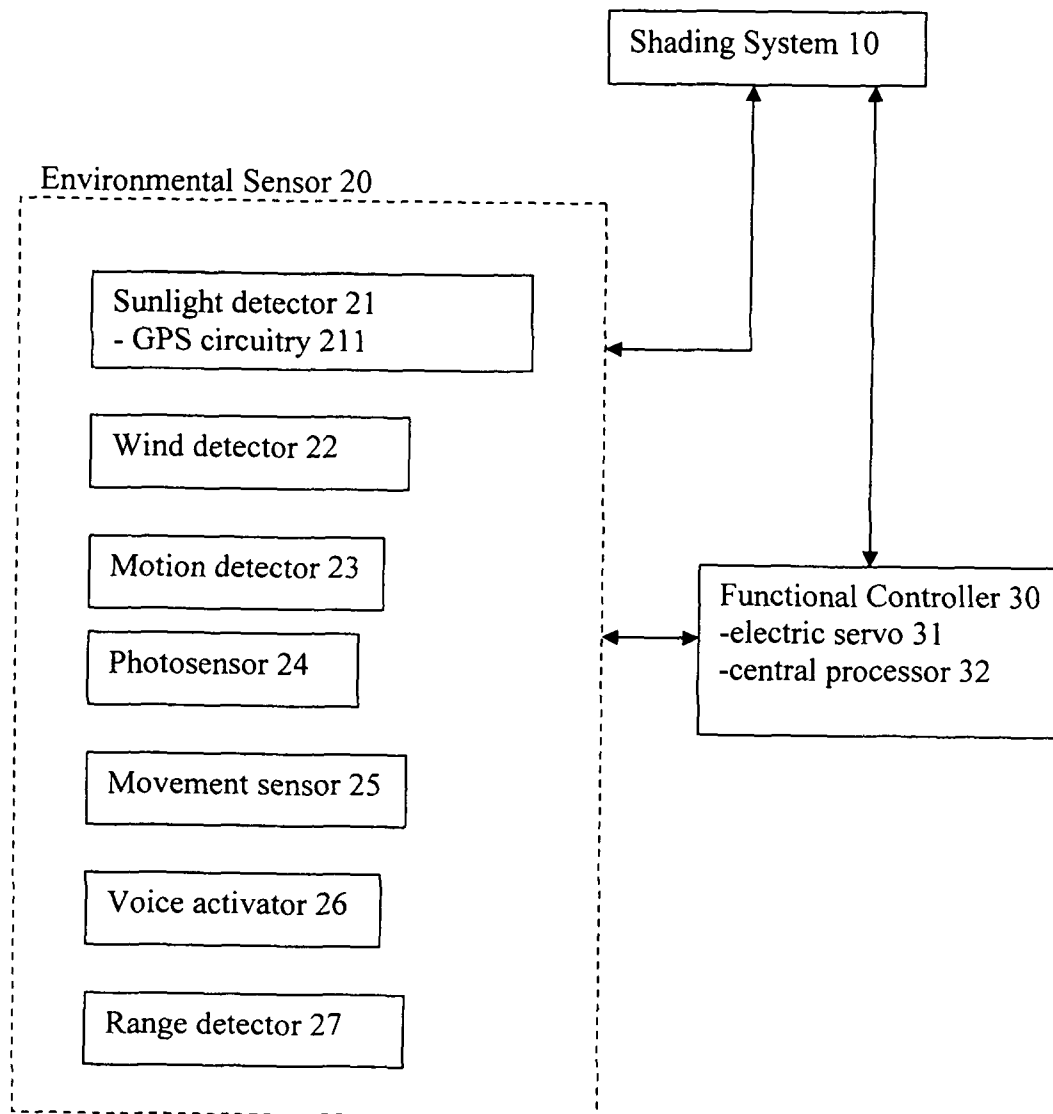 Shading System 10
Environmental Sensor 20
Sunlight detector 21
- GPS circuitry 211
Wind detector 22
Motion detector 23
Photosensor 24
Movement sensor 25
Voice activator 26
Range detector 27
Functional Controller 30
-electric servo 31
-central processor 32